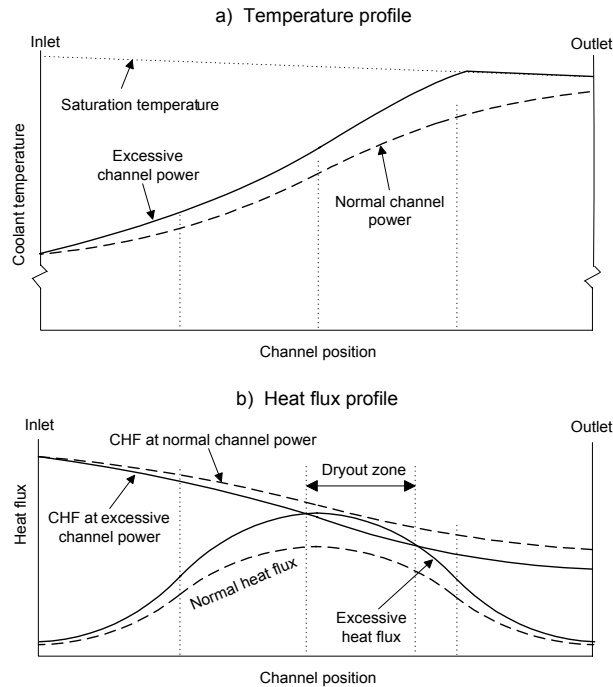 a) Temperature profile
Inlet
Outlet
Saturation temperature
Excessive
channel power
Normal channel
power
Coolant temperature
Channel position
b) Heat flux profile
Inlet
Outlet
CHF at normal channel power
Dryout zone
CHF at excessive
channel power
Heat flux
Normal heat flux
Excessive
heat flux
Channel position